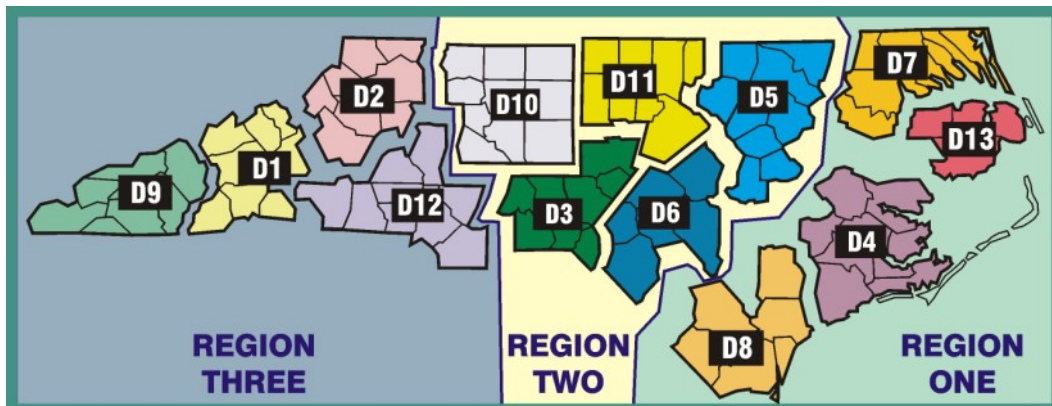 D2
D10
D11
D5
D7
D13
D1
D9
D12
D3
D6
D4
D8
REGION
THREE
REGION
TWO
REGION
ONE